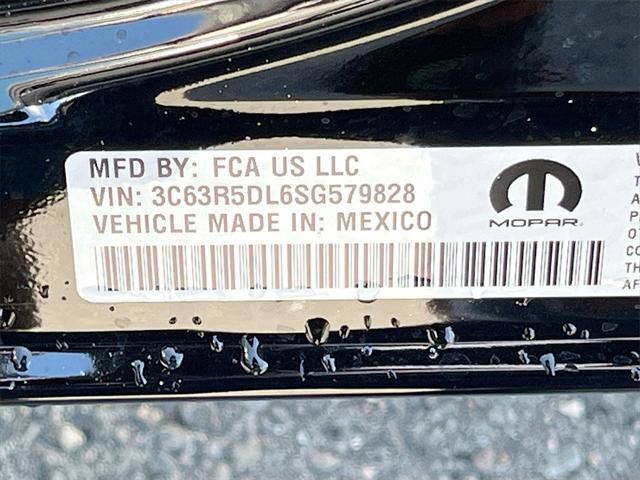 MFD BY: FCA US LLC
VIN: 3C63R5DL6SG579828
VEHICLE MADE IN: MEXICO
MOPAR